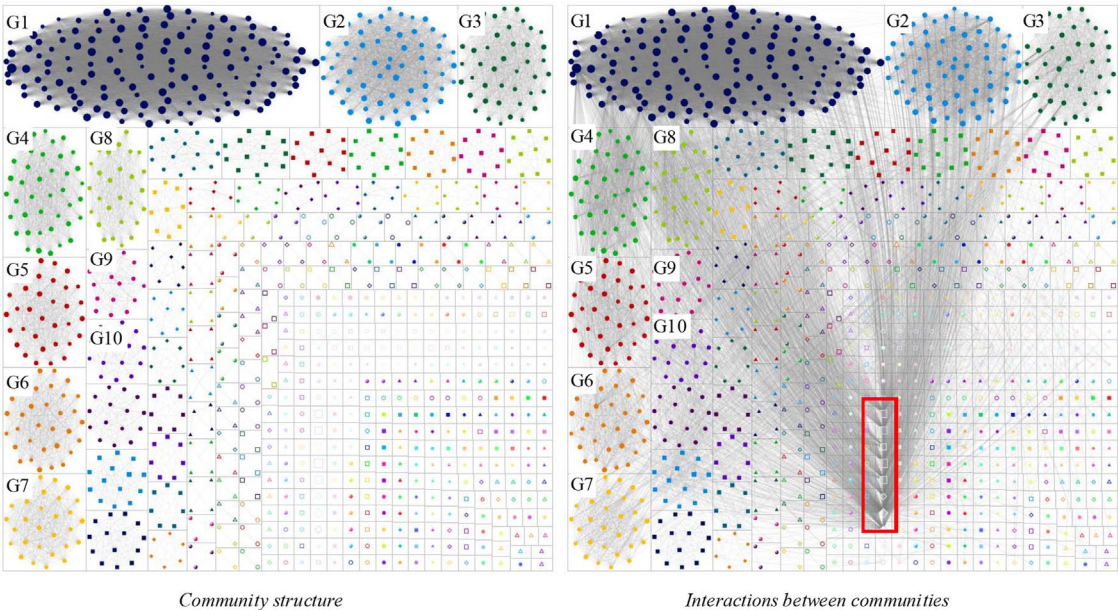 G1 G2 G3
G4 G8
G5 G9
G10
G6
G7
G1 G2 G3
G4 G8
G5 G9
G10
G6
G7
Community structure
Interactions between communities